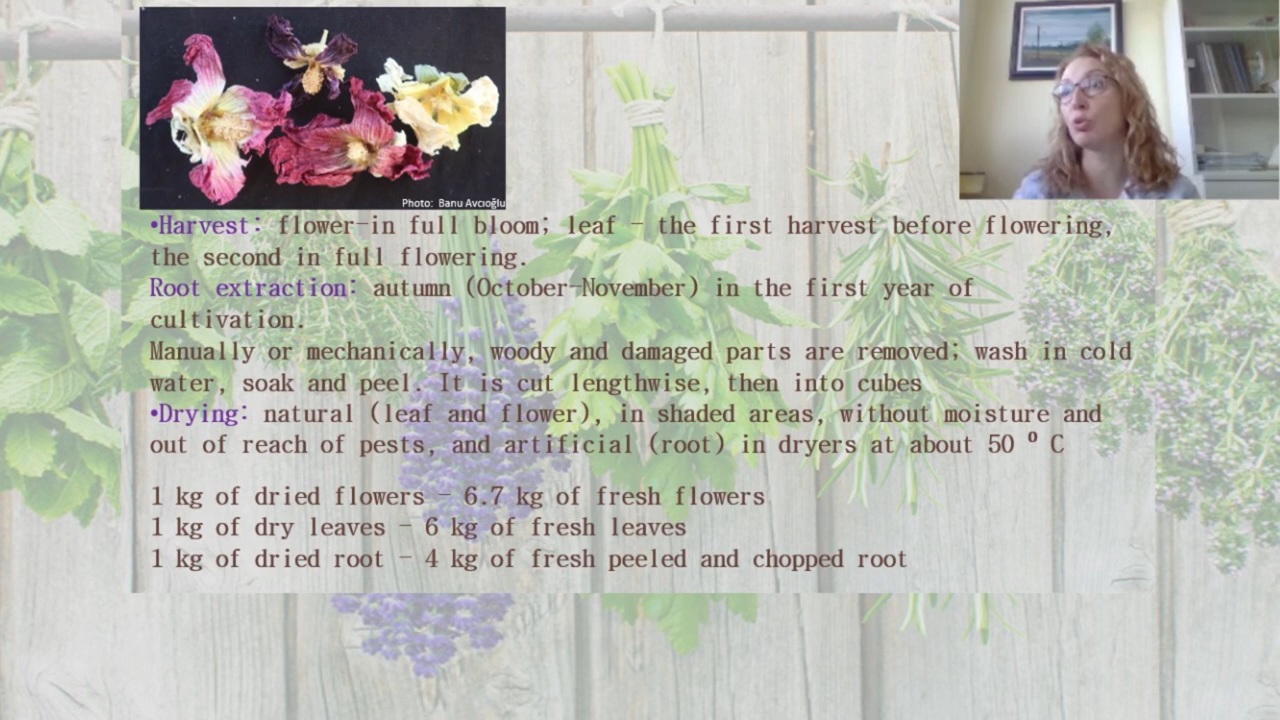 Photo: Banu Avcıoğlu
•Harvest: flower-in full bloom; leaf - the first harvest before flowering,
the second in full flowering.
Root extraction: autumn (October-November) in the first year of
cultivation.
Manually or mechanically, woody and damaged parts are removed; wash in cold
water, soak and peel. It is cut lengthwise, then into cubes
•Drying: natural (leaf and flower), in shaded areas, without moisture and
out of reach of pests, and artificial (root) in dryers at about 50 º C
1 kg of dried flowers - 6.7 kg of fresh flowers
1 kg of dry leaves - 6 kg of fresh leaves
1 kg of dried root - 4 kg of fresh peeled and chopped root